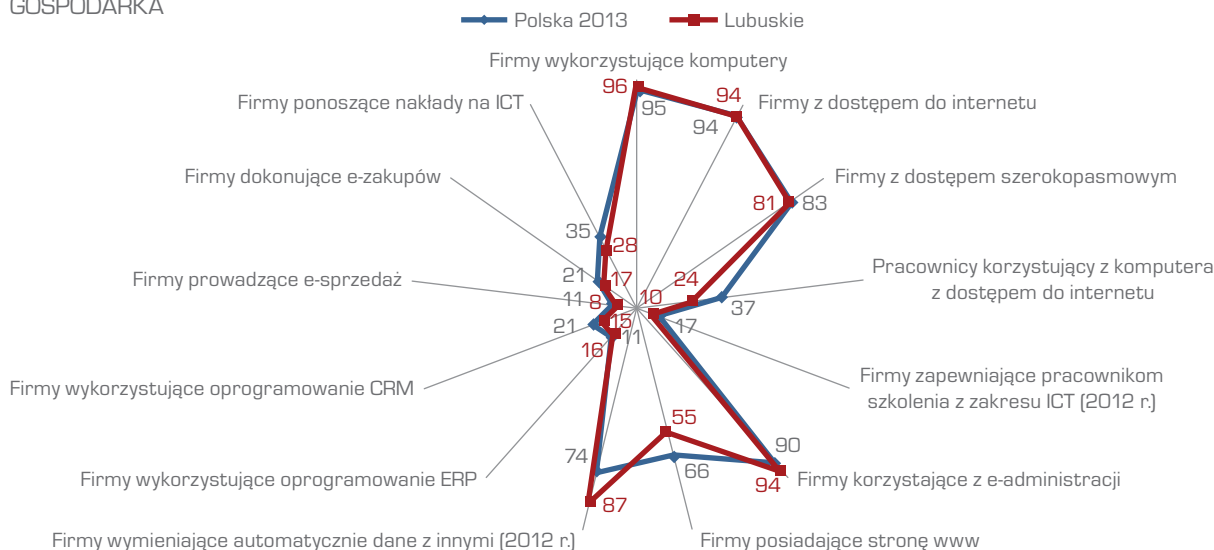 GOSPODARKA
Polska 2013 Lubuskie
Firmy wykorzystujące komputery
96
95
Firmy ponoszące nakłady na ICT
94
94
Firmy z dostępem do internetu
Firmy dokonujące e-zakupów
81
83
Firmy z dostępem szerokopasmowym
35
28
21
17
24
37
Pracownicy korzystujący z komputera
z dostępem do internetu
Firmy prowadzące e-sprzedaż
11
8
10
17
21
15
16
11
Firmy wykorzystujące oprogramowanie CRM
Firmy zapewniające pracownikom
szkolenia z zakresu ICT (2012 r.)
55
66
74
90
94
87
Firmy wykorzystujące oprogramowanie ERP
Firmy korzystające z e-administracji
Firmy wymieniające automatycznie dane z innymi (2012 r.)
Firmy posiadające stronę www